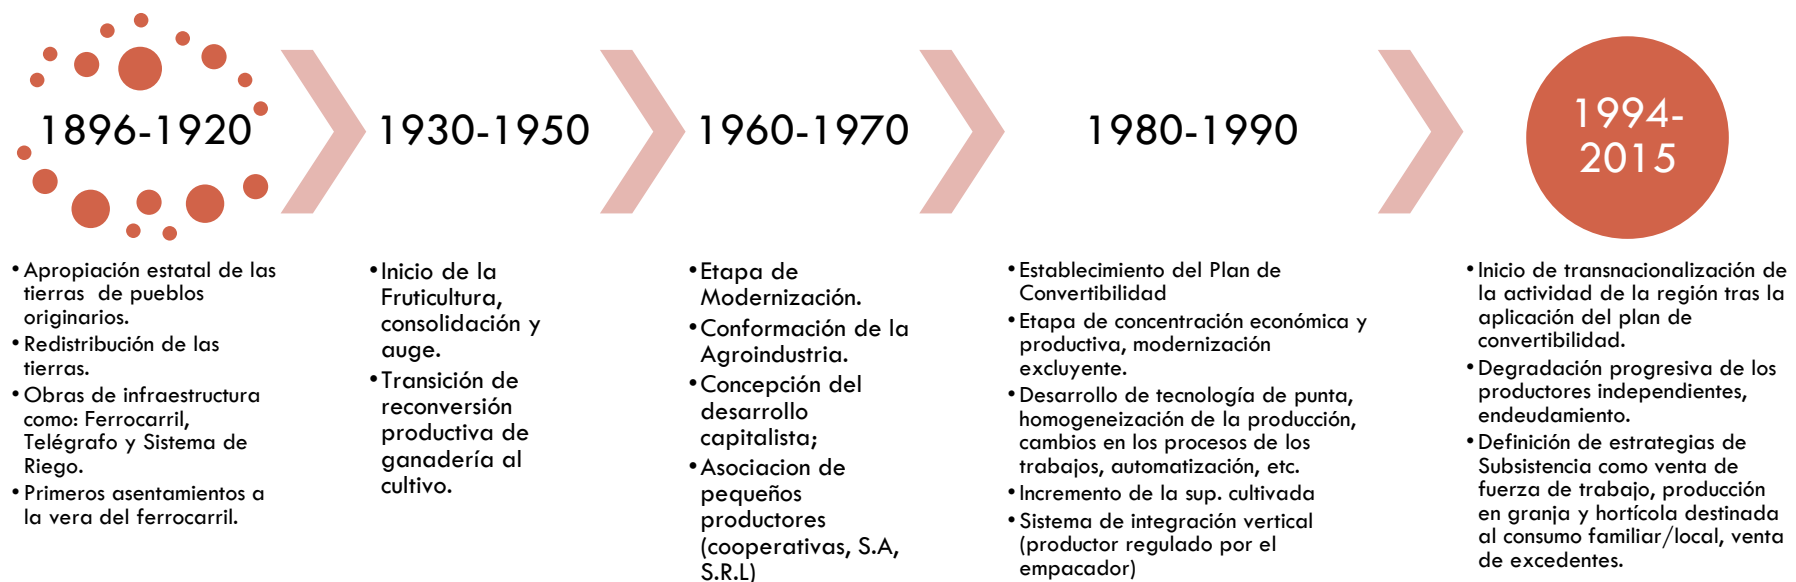 1896-1920
• Apropiación estatal de las
tierras  de pueblos
originarios.
• Redistribución de las
tierras.
• Obras de infraestructura
como: Ferrocarril,
Telégrafo y Sistema de
Riego.
• Primeros asentamientos a
la vera del ferrocarril.
1930-1950
• Inicio de la
Fruticultura,
consolidación y
auge.
• Transición de
reconversión
productiva de
ganadería al
cultivo.
1960-1970
• Etapa de
Modernización.
• Conformación de la
Agroindustria.
• Concepción del
desarrollo
capitalista;
• Asociacion de
pequeños
productores
(cooperativas, S.A,
S.R.L)
1980-1990
• Establecimiento del Plan de
Convertibilidad
• Etapa de concentración económica y
productiva, modernización
excluyente.
• Desarrollo de tecnología de punta,
homogeneización de la producción,
cambios en los procesos de los
trabajos, automatización, etc.
• Incremento de la sup. cultivada
• Sistema de integración vertical
(productor regulado por el
empacador)
1994-
2015
• Inicio de transnacionalización de
la actividad de la región tras la
aplicación del plan de
convertibilidad.
• Degradación progresiva de los
productores independientes,
endeudamiento.
• Definición de estrategias de
Subsistencia como venta de
fuerza de trabajo, producción
en granja y hortícola destinada
al consumo familiar/local, venta
de excedentes.